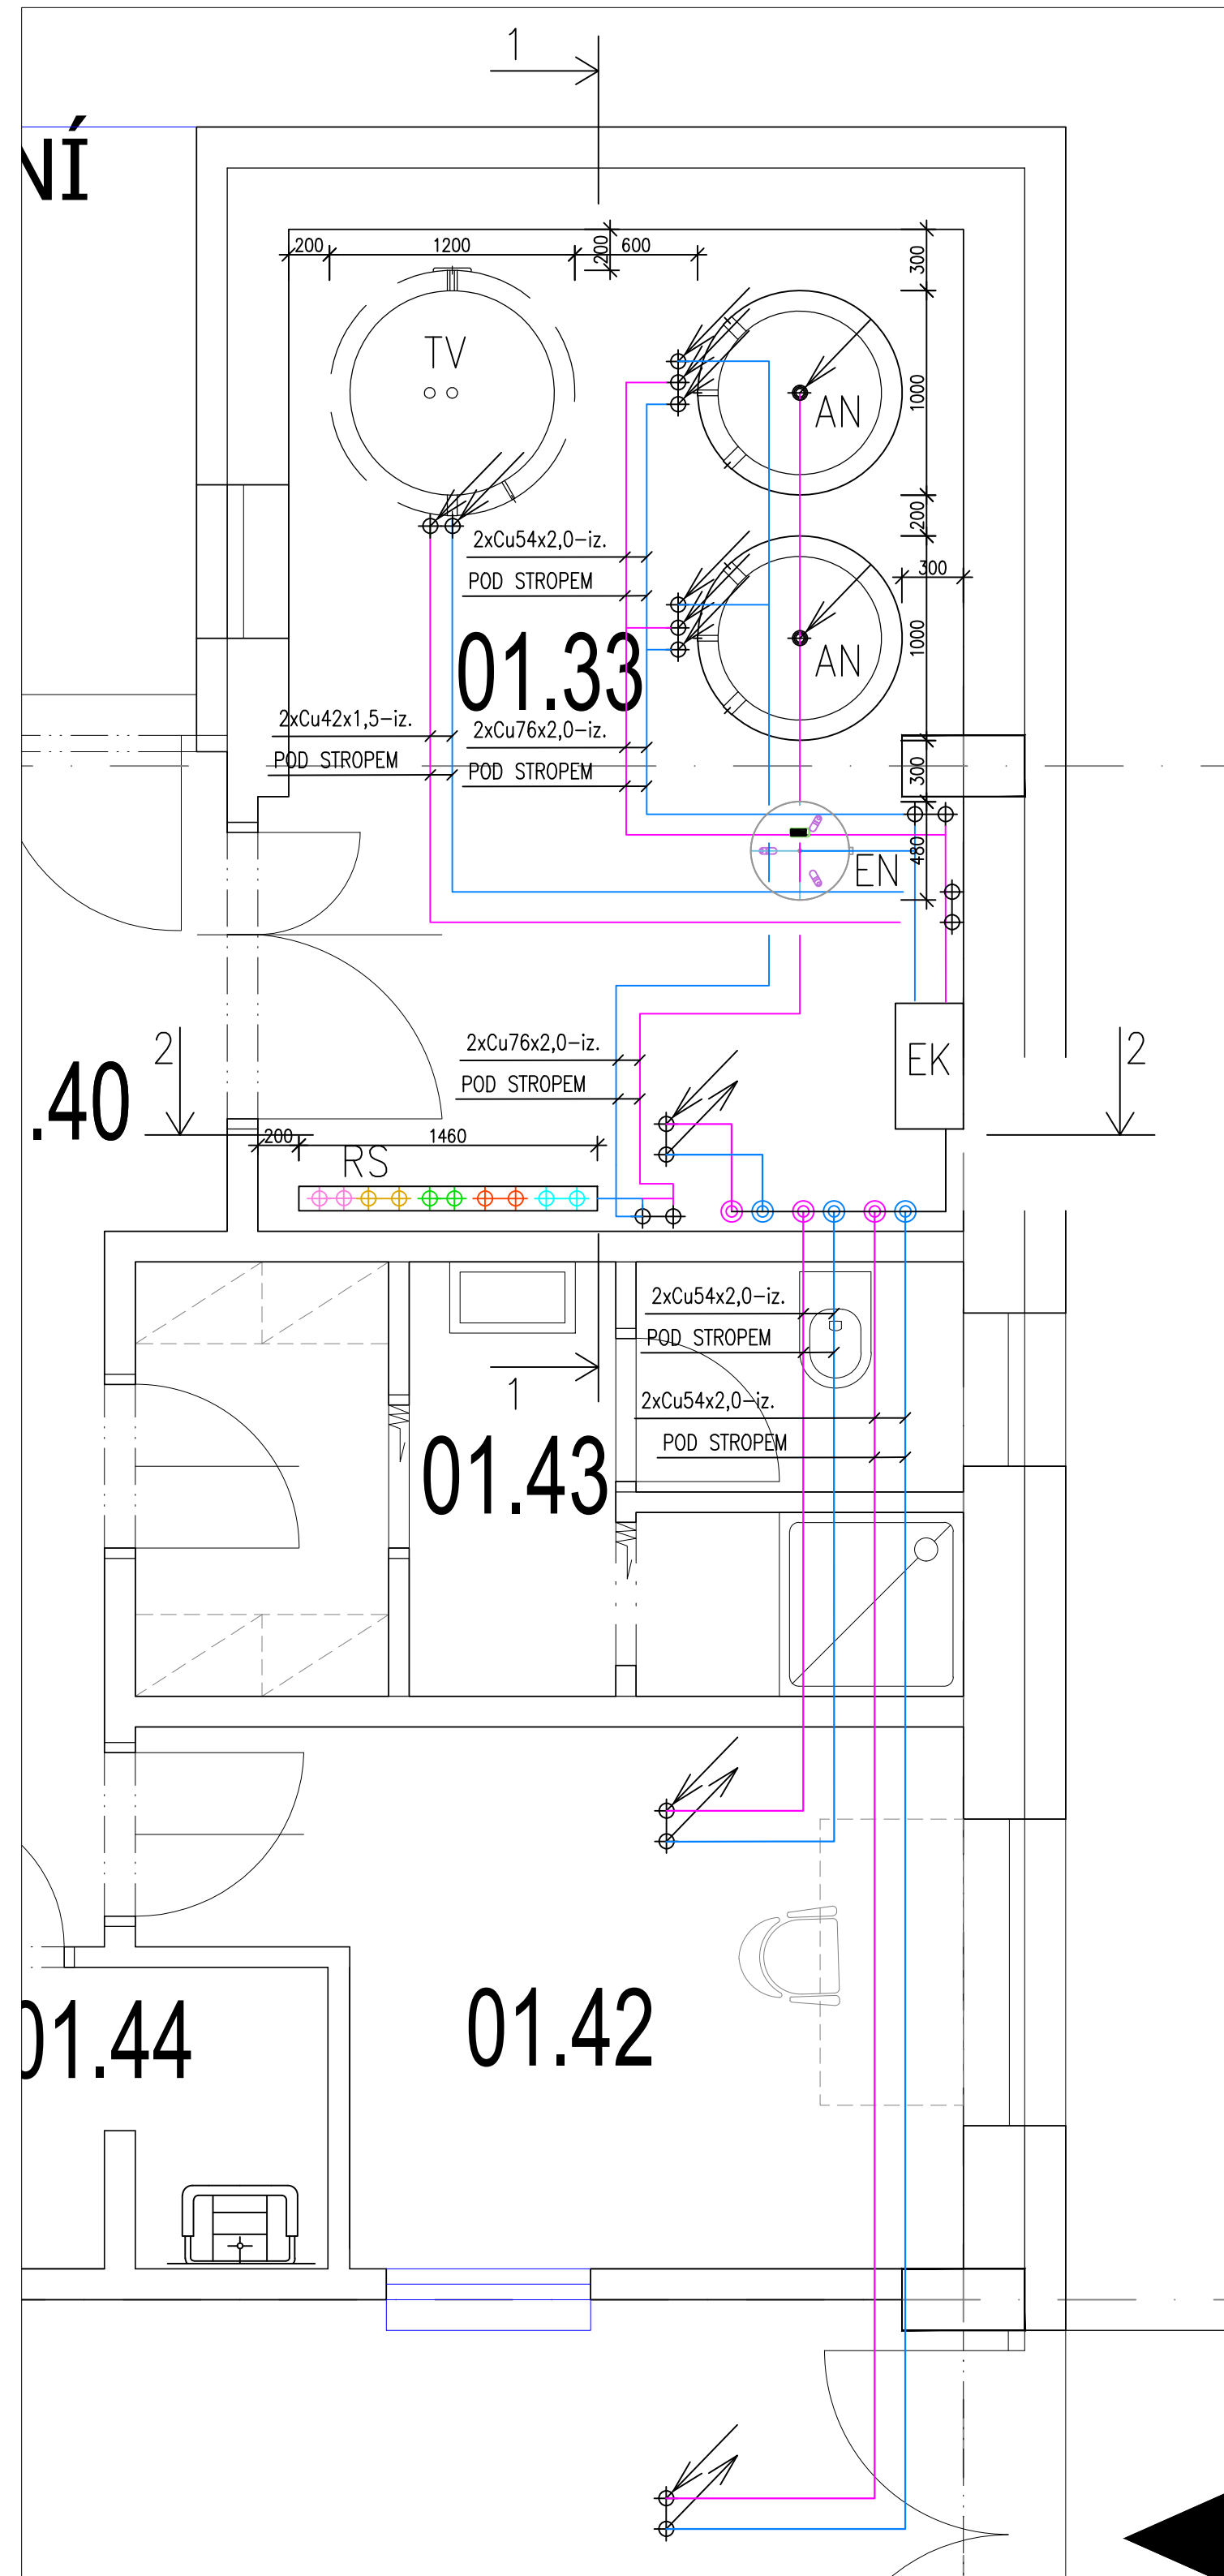 1
NÍ
200
1200
200
600
300
TV
1000
AN
200
2xCu54x2,0-iz.
POD STROPEM
300
01.33
1000
AN
2xCu42x1,5-iz.
2xCu76x2,0-iz.
POD STROPEM
POD STROPEM
300
480
EN
2
2xCu76x2,0-iz.
EK
2
POD STROPEM
.40
200
1460
RS
2xCu54x2,0-iz.
POD STROPEM
1
2xCu54x2,0-iz.
POD STROPEM
01.43
01.44
01.42